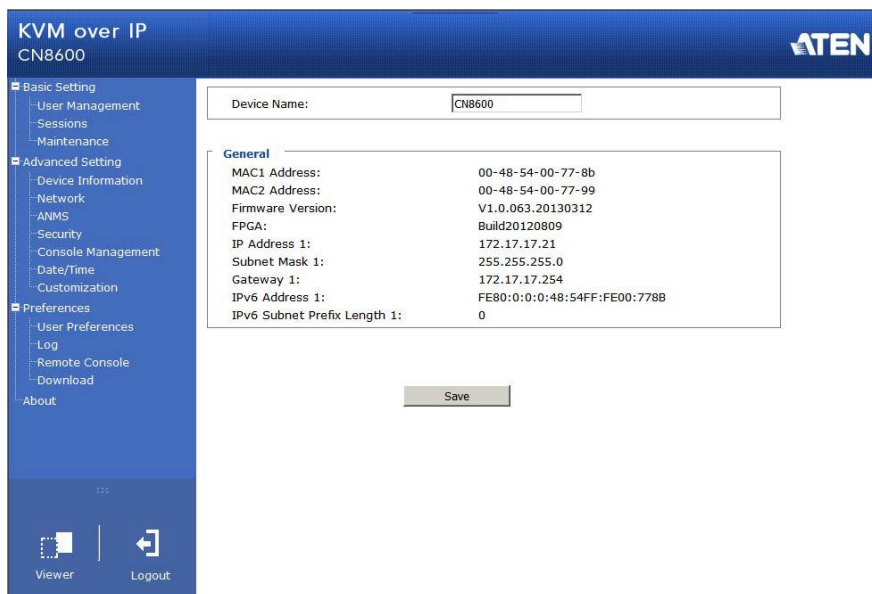 KVM over IP
CN8600
ATEN
Basic Setting
User Management
Sessions
Maintenance
Advanced Setting
Device Information
Network
ANMS
Security
Console Management
Date/Time
Customization
Preferences
User Preferences
Log
Remote Console
Download
About
Viewer
Logout
Device Name: CN8600
General
MAC1 Address: 00-48-54-00-77-8b
MAC2 Address: 00-48-54-00-77-99
Firmware Version: V1.0.063.20130312
FPGA: Build20120809
IP Address 1: 172.17.17.21
Subnet Mask 1: 255.255.255.0
Gateway 1: 172.17.17.254
IPv6 Address 1: FE80:0:0:0:48:54FF:FE00:778B
IPv6 Subnet Prefix Length 1: 0
Save